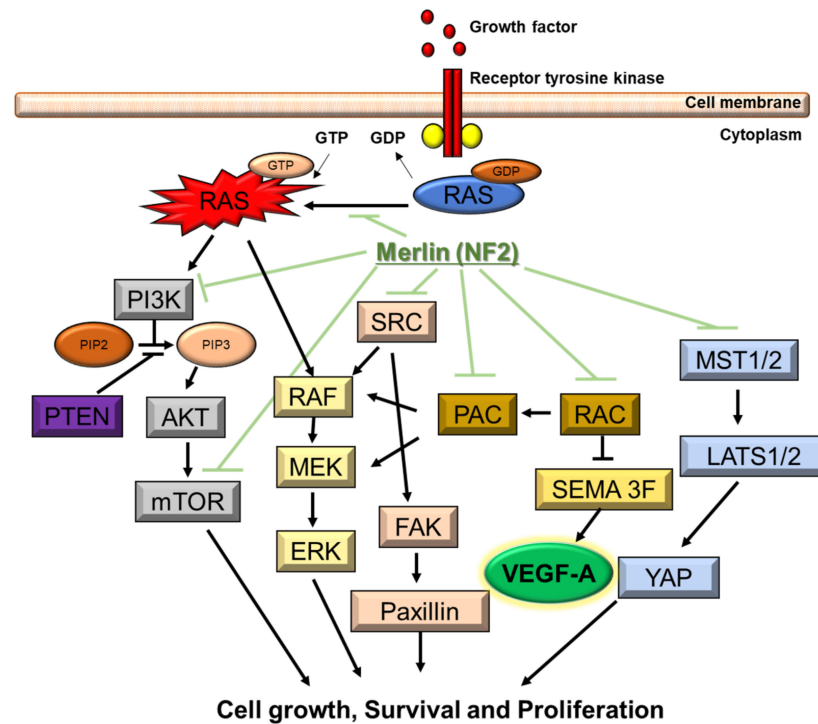 Growth factor
Receptor tyrosine kinase
Cell membrane
Cytoplasm
GTP
GDP
GTP
GDP
RAS
RAS
Merlin (NF2)
PI3K
SRC
PIP2
PIP3
MST1/2
PTEN
AKT
RAF
PAC
RAC
MEK
LATS1/2
mTOR
SEMA 3F
FAK
ERK
VEGF-A
YAP
Paxillin
Cell growth, Survival and Proliferation